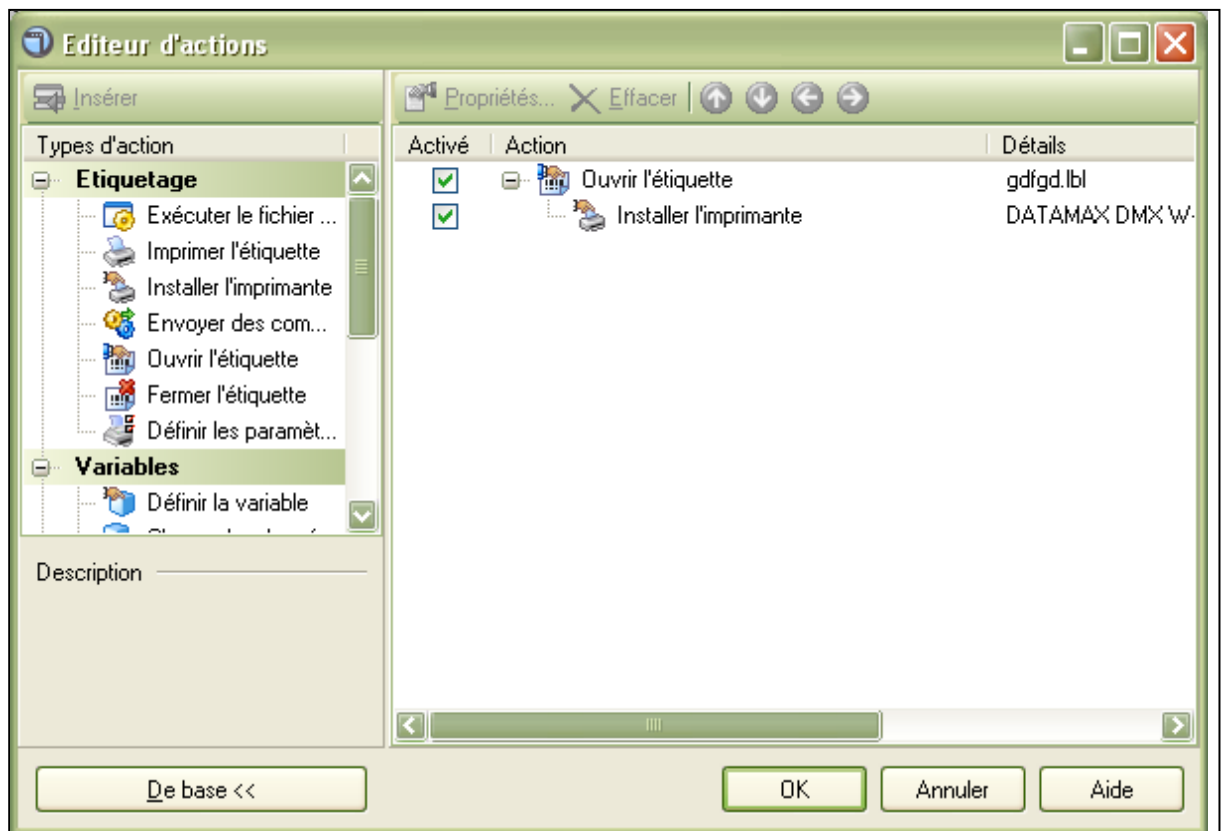 Editeur d'actions
Insérer
Propriétés... Effacer
Types d'action
Activé Action Détails
Etiquetage
Exécuter le fichier ...
Imprimer l'étiquette
Installer l'imprimante
Envoyer des com...
Ouvrir l'étiquette
Fermer l'étiquette
Définir les paramèt...
Variables
Définir la variable
Ouvrir l'étiquette gdfgd.lbl
Installer l'imprimante DATAMAX DMX W-
Description
De base <<
OK
Annuler
Aide